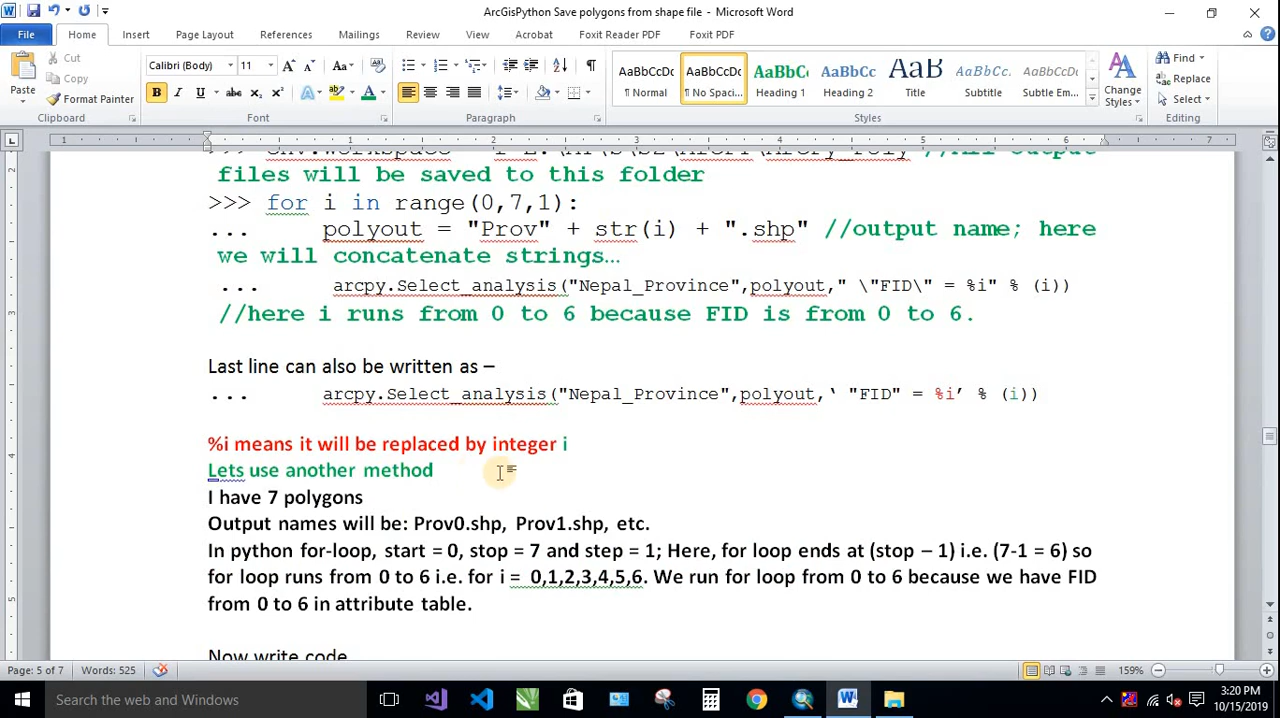 ArcGisPython Save polygons from shape file - Microsoft Word
File Home Insert Page Layout References Mailings Review View Acrobat Foxit Reader PDF Foxit PDF
Paste
Cut
Copy
Format Painter
Clipboard
Calibri (Body) 11
Font
Paragraph
AaBbCcDc
¶ Normal
AaBbCcDc
¶ No Spaci...
AaBbCc
Heading 1
AaBbCc
Heading 2
AaB
Title
AaBbCc.
Subtitle
AaBbCcDc
Subtle Em...
Change Styles
Styles
Find
Replace
Select
Editing
files will be saved to this folder
>>> for i in range(0,7,1):
... polyout = "Prov" + str(i) + ".shp" //output name; here
we will concatenate strings…
... arcpy.Select_analysis("Nepal_Province",polyout," \"FID\" = %i" % (i))
//here i runs from 0 to 6 because FID is from 0 to 6.
Last line can also be written as –
... arcpy.Select_analysis("Nepal_Province",polyout,‘ "FID" = %i’ % (i))
%i means it will be replaced by integer i
Lets use another method
I have 7 polygons
Output names will be: Prov0.shp, Prov1.shp, etc.
In python for-loop, start = 0, stop = 7 and step = 1; Here, for loop ends at (stop – 1) i.e. (7-1 = 6) so
for loop runs from 0 to 6 i.e. for i = 0,1,2,3,4,5,6. We run for loop from 0 to 6 because we have FID
from 0 to 6 in attribute table.
Now write code
Page: 5 of 7 Words: 525 159%
Search the web and Windows
3:20 PM
10/15/2019